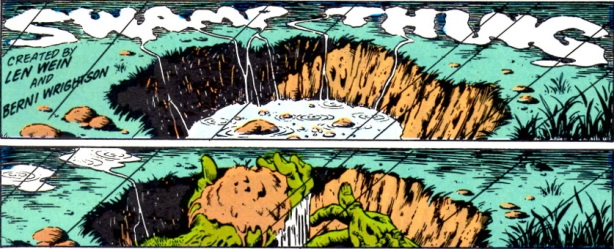 SWAMP THING
CREATED BY
LEN WEIN
AND
BERNI WRIGHTSON